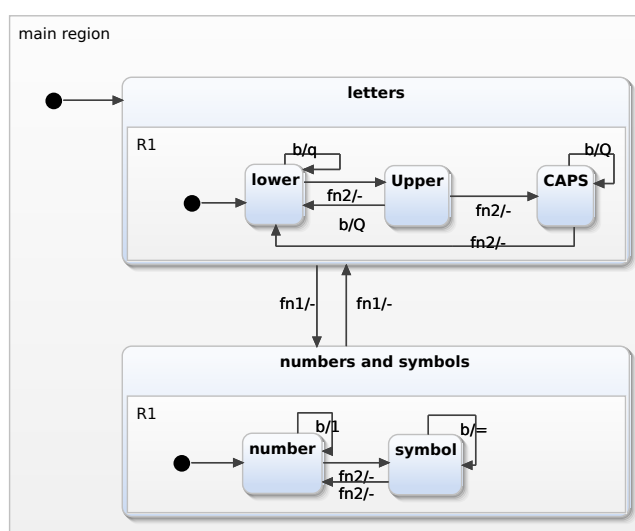 main region
letters
R1
b/q
b/Q
lower
Upper
CAPS
fn2/-
fn2/-
b/Q
fn2/-
fn1/-
fn1/-
numbers and symbols
R1
b/1
b/=
number
symbol
fn2/-
fn2/-